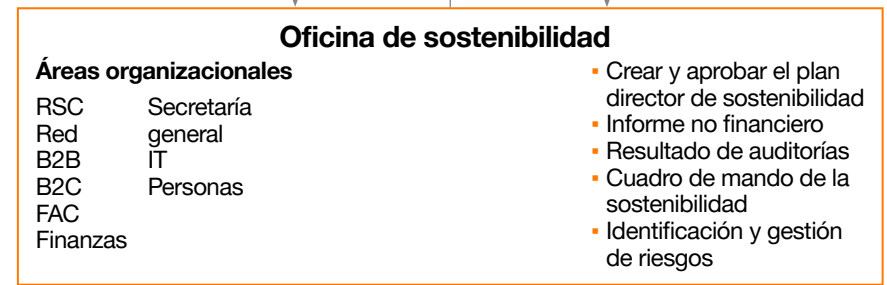 Oficina de sostenibilidad
Áreas organizacionales
RSC
Red
B2B
B2C
FAC
Finanzas
Secretaría
general
IT
Personas
▪ Crear y aprobar el plan
director de sostenibilidad
▪ Informe no financiero
▪ Resultado de auditorías
▪ Cuadro de mando de la
sostenibilidad
▪ Identificación y gestión
de riesgos